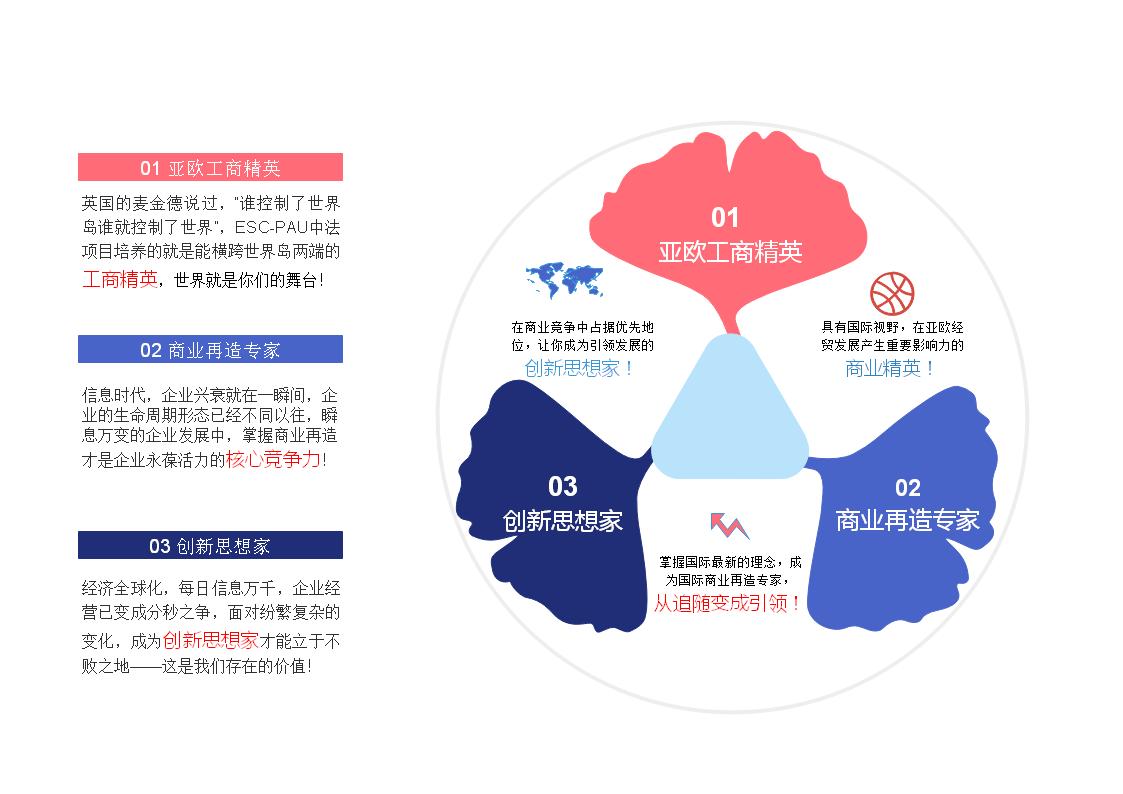 01 亚欧工商精英
英国的麦金德说过，"谁控制了世界
岛谁就控制了世界"，ESC-PAU中法
项目培养的就是能横跨世界岛两端的
工商精英，世界就是你们的舞台！
02 商业再造专家
信息时代，企业兴衰就在一瞬间，企
业的生命周期形态已经不同以往，瞬
息万变的企业发展中，掌握商业再造
才是企业永葆活力的核心竞争力！
03 创新思想家
经济全球化，每日信息万千，企业经
营已变成分秒之争，面对纷繁复杂的
变化，成为创新思想家才能立于不
败之地——这是我们存在的价值！
01
亚欧工商精英
在商业竞争中占据优先地
位，让你成为引领发展的
创新思想家！
具有国际视野，在亚欧经
贸发展产生重要影响力的
商业精英！
03
创新思想家
02
商业再造专家
掌握国际最新的理念，成
为国际商业再造专家，
从追随变成引领！